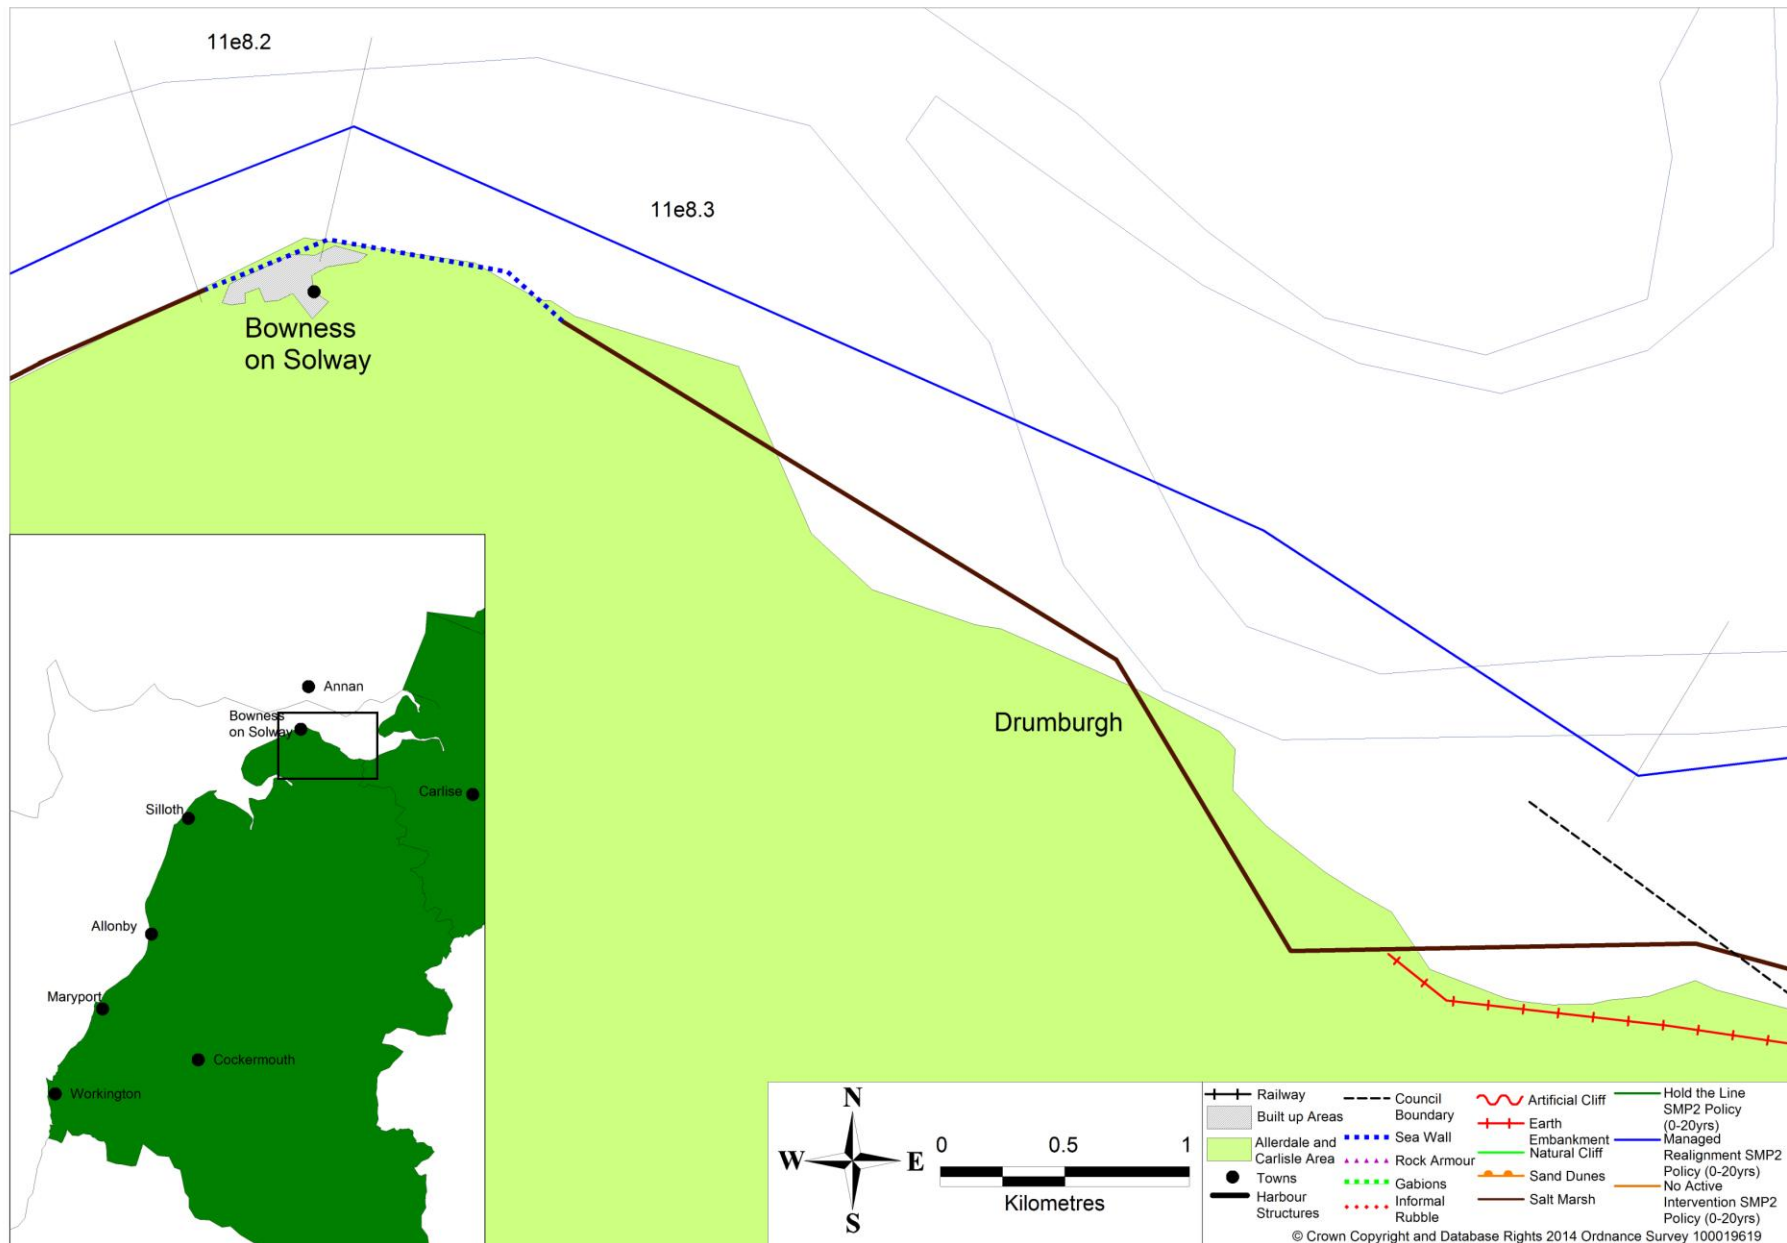 11e8.2
11e8.3
Bowness
on Solway
Drumburgh
Annan
Bowness
on Solway
Carlise
Silloth
Allonby
Maryport
Cockermouth
Workington
N
W E
S
0 0.5 1
Kilometres
Railway
Built up Areas
Allerdale and
Carlisle Area
Towns
Harbour
Structures
Council
Boundary
Sea Wall
Rock Armour
Gabions
Informal
Rubble
Artificial Cliff
Earth
Embankment
Natural Cliff
Sand Dunes
Salt Marsh
Hold the Line
SMP2 Policy
(0-20yrs)
Managed
Realignment SMP2
Policy (0-20yrs)
No Active
Intervention SMP2
Policy (0-20yrs)
© Crown Copyright and Database Rights 2014 Ordnance Survey 100019619